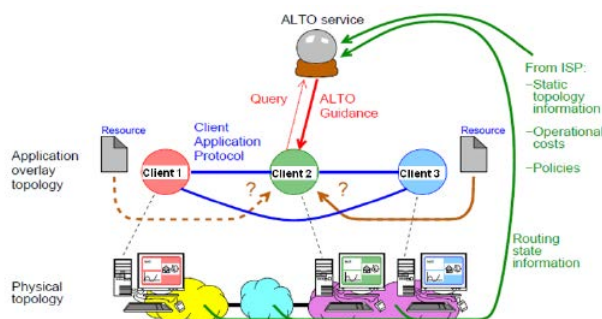 ALTO service
From ISP:
–Static
topology
information
–Operational
costs
–Policies
Query
ALTO
Guidance
Resource
Client
Application
Protocol
Resource
Application
overlay
topology
Client 1
Client 2
Client 3
?
?
Routing
state
information
Physical
topology